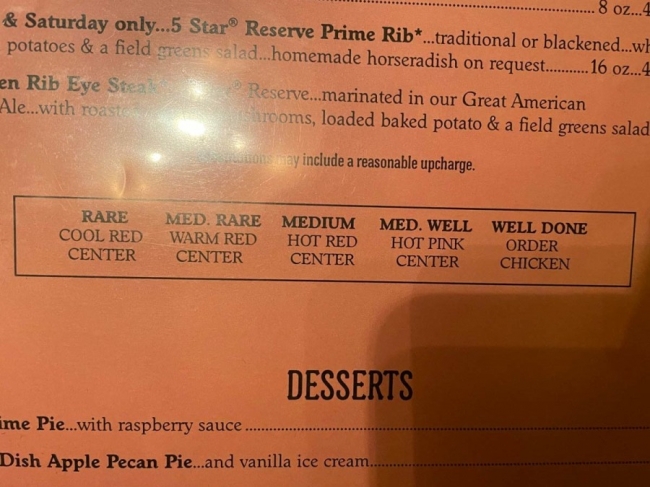 8 oz...4
& Saturday only...5 Star® Reserve Prime Rib*...traditional or blackened...wh
potatoes & a field greens salad...homemade horseradish on request...........16 oz...4
en Rib Eye Steak Reserve...marinated in our Great American
Ale...with loaded baked potato & a field greens salad
may include a reasonable upcharge.
RARE MED. RARE MEDIUM MED. WELL WELL DONE
COOL RED WARM RED HOT RED HOT PINK ORDER
CENTER CENTER CENTER CENTER CHICKEN
DESSERTS
ime Pie...with raspberry sauce
Dish Apple Pecan Pie...and vanilla ice cream